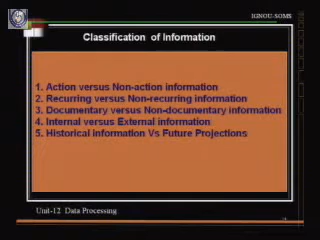 IGNOU-SOMS
Classification of Information
1. Action versus Non-action information
2. Recurring versus Non-recurring information
3. Documentary versus Non-documentary information
4. Internal versus External information
5. Historical information Vs Future Projections
Unit-12 Data Processing